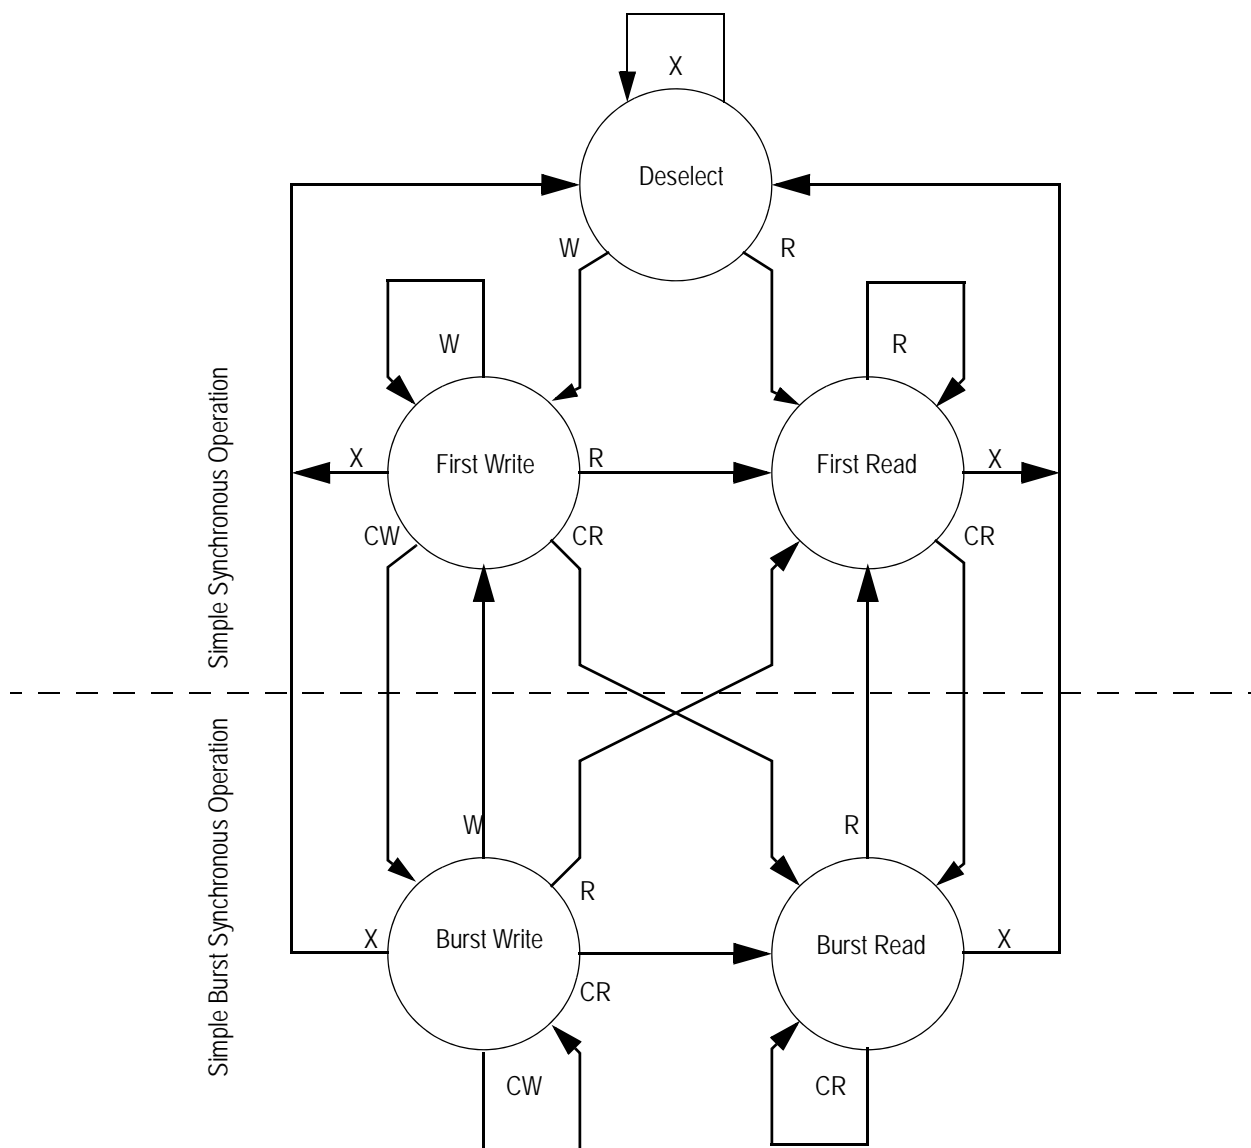 X
Deselect
W
R
W
R
Simple Synchronous Operation
X
First Write
R
First Read
X
CW
CR
CR
Simple Burst Synchronous Operation
W
R
R
X
Burst Write
Burst Read
X
CR
CW
CR